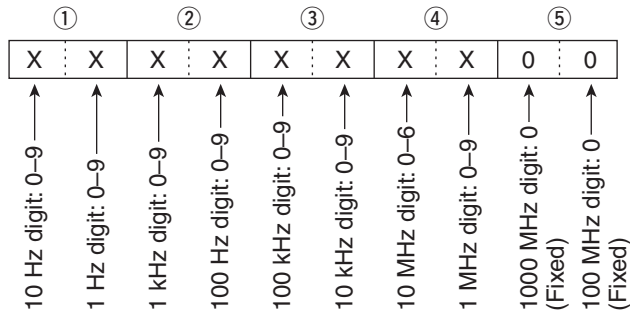 ① ② ③ ④ ⑤
X X X X X X X X 0 0
10 Hz digit: 0–9
1 Hz digit: 0–9
1 kHz digit: 0–9
100 Hz digit: 0–9
100 kHz digit: 0–9
10 kHz digit: 0–9
10 MHz digit: 0–6
1 MHz digit: 0–9
1000 MHz digit: 0
(Fixed)
100 MHz digit: 0
(Fixed)